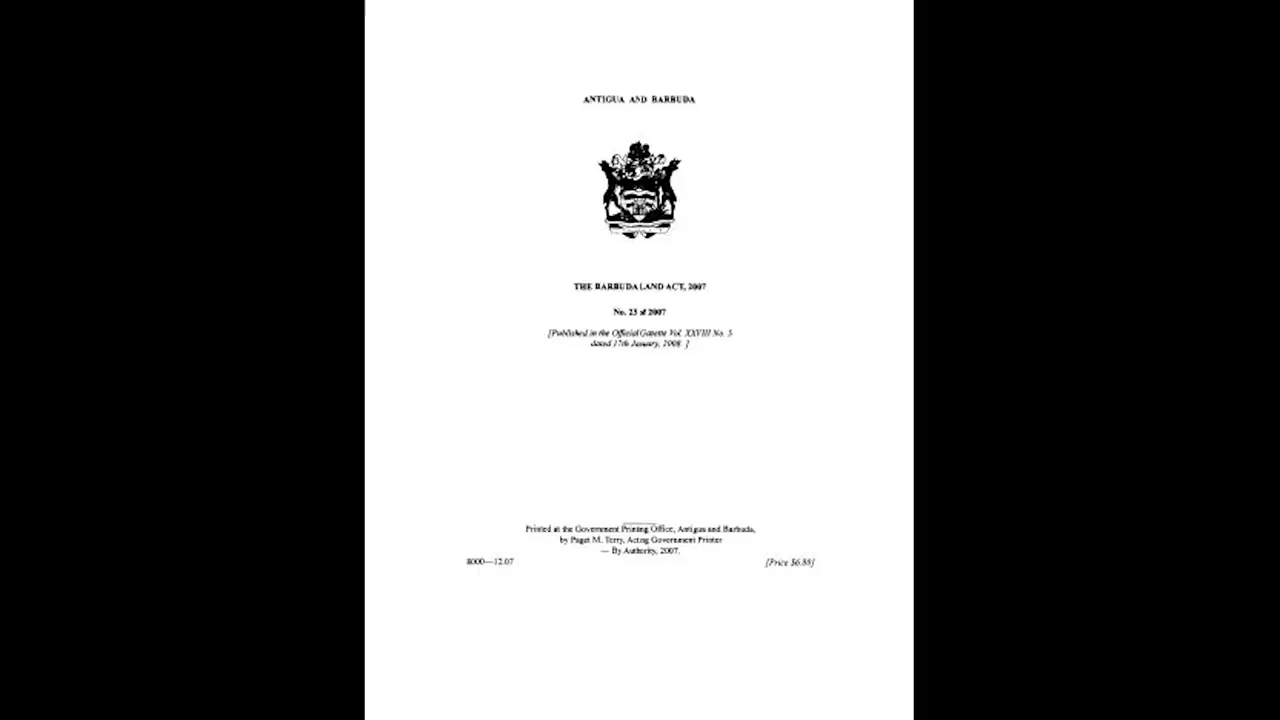 ANTIGUA AND BARBUDA
THE BARBUDA LAND ACT, 2007
No. 23 of 2007
[Published in the Official Gazette Vol. XXVIII No. 5
dated 17th January, 2008. ]
Printed at the Government Printing Office, Antigua and Barbuda,
by Paget M. Terry, Acting Government Printer
— By Authority, 2007.
8000—12.07 [Price $6.80]